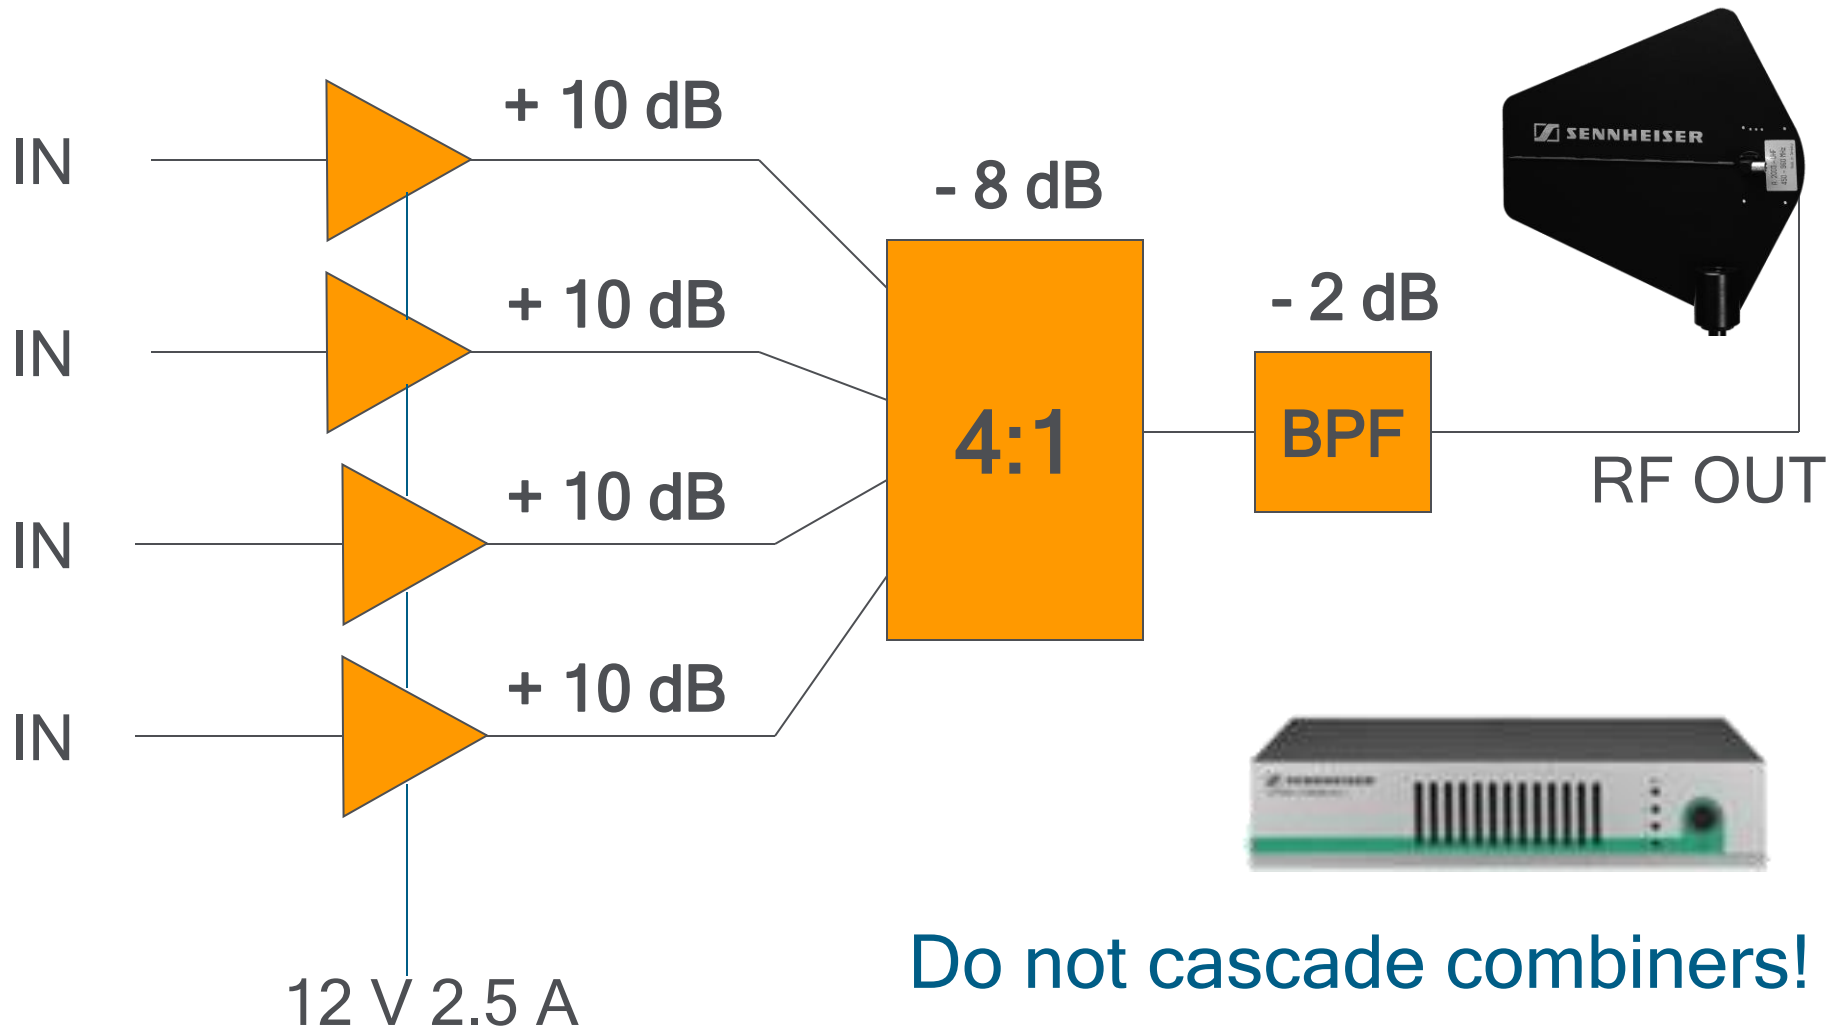 IN
+ 10 dB
IN
+ 10 dB
IN
+ 10 dB
IN
+ 10 dB
- 8 dB
4:1
- 2 dB
BPF
RF OUT
SENNHEISER
SENNHEISER
12 V 2.5 A
Do not cascade combiners!